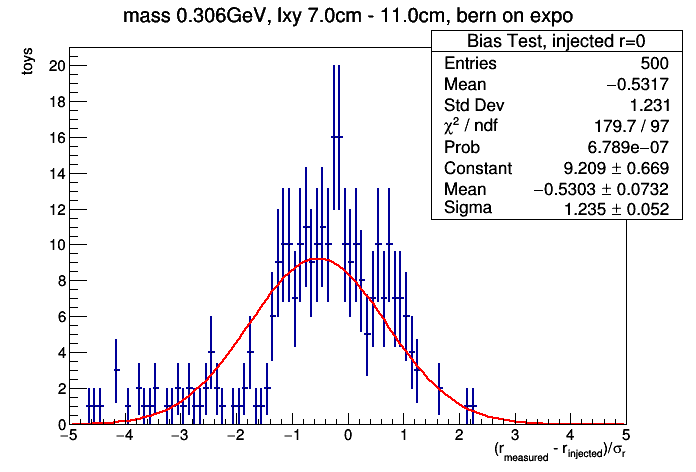 mass 0.306GeV, lxy 7.0cm - 11.0cm, bern on expo
Bias Test, injected r=0
Entries 500
Mean −0.5317
Std Dev 1.231
χ² / ndf 179.7 / 97
Prob 6.789e−07
Constant 9.209 ± 0.669
Mean −0.5303 ± 0.0732
Sigma 1.235 ± 0.052
toys
20
18
16
14
12
10
8
6
4
2
0
−5 −4 −3 −2 −1 0 1 2 3 4 5
(r_measured - r_injected)/σ_r